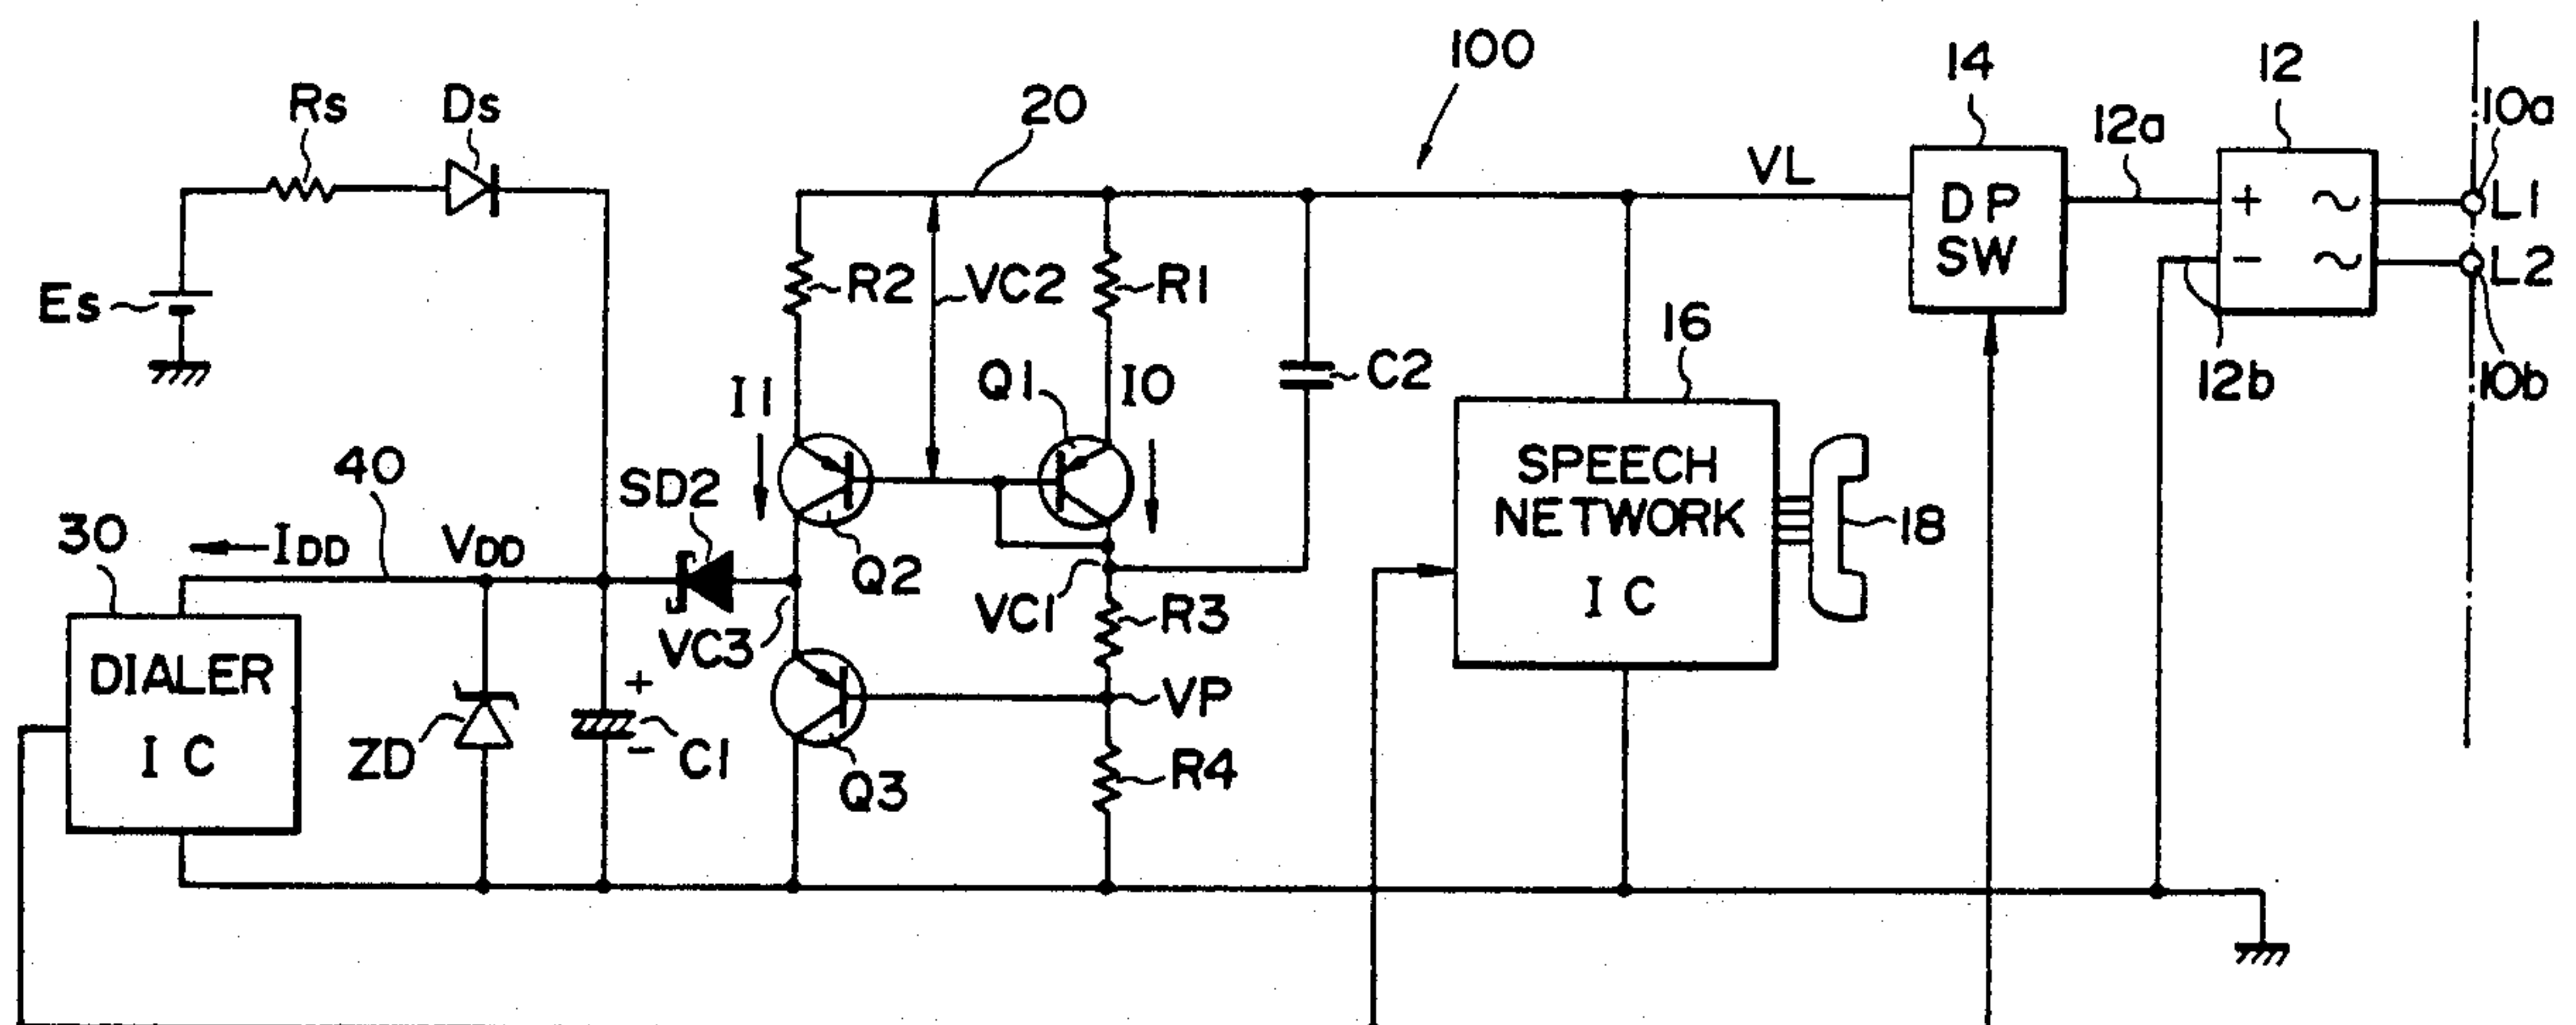 100
14
12
10a
Rs
Ds
20
12a
VL
DP
SW
+
~
L1
−
~
L2
R2
VC2
R1
Es
16
12b
10b
I1
Q1
I0
C2
40
SD2
SPEECH
NETWORK
IC
18
30
IDD
VDD
Q2
VC1
R3
VC3
DIALER
IC
+
VP
ZD
−
C1
Q3
R4